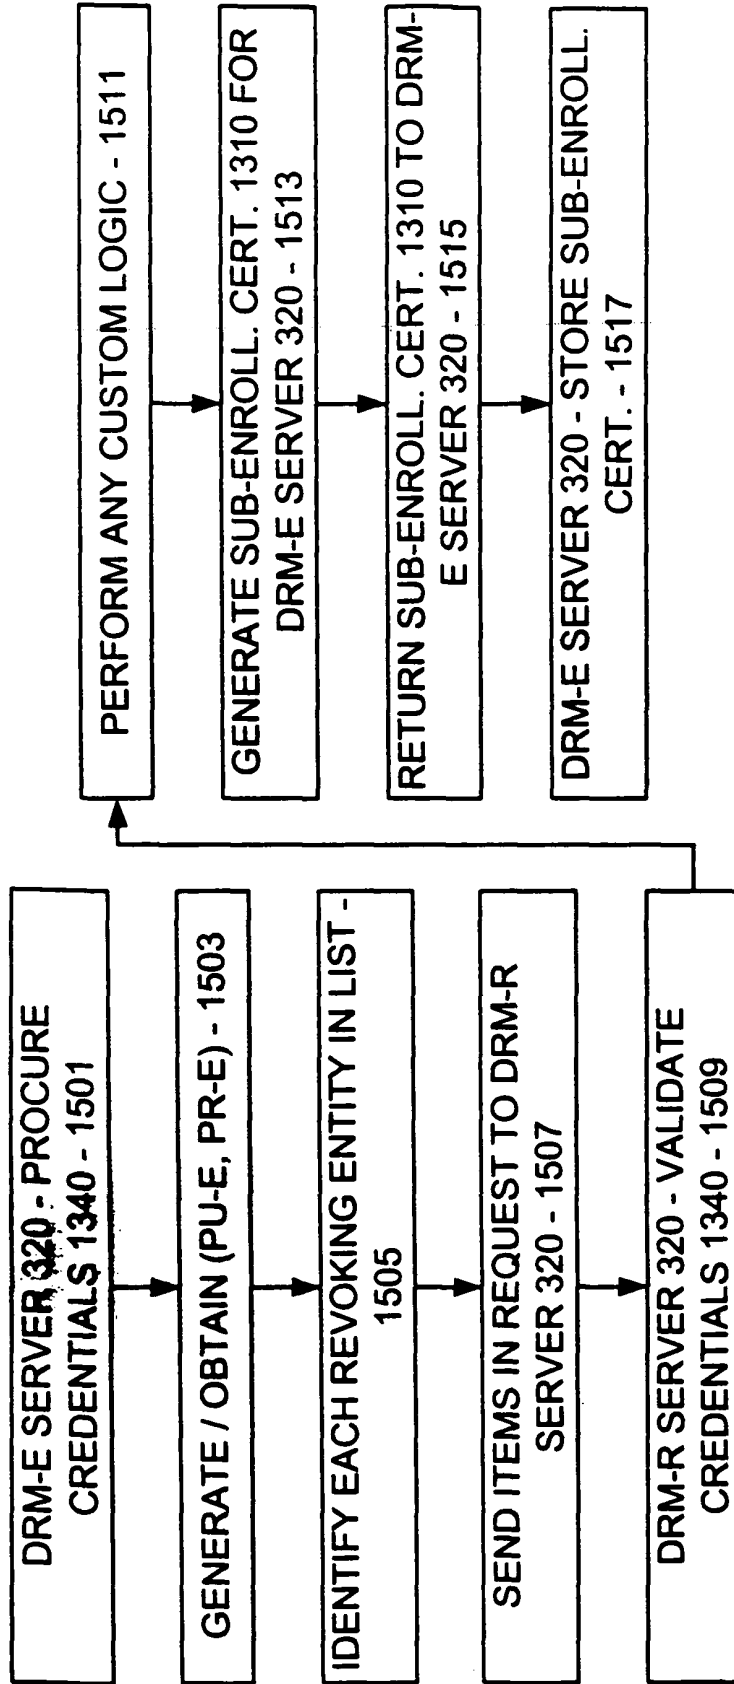 DRM-E SERVER 320 - PROCURE
CREDENTIALS 1340 - 1501
GENERATE / OBTAIN (PU-E, PR-E) - 1503
IDENTIFY EACH REVOKING ENTITY IN LIST -
1505
SEND ITEMS IN REQUEST TO DRM-R
SERVER 320 - 1507
DRM-R SERVER 320 - VALIDATE
CREDENTIALS 1340 - 1509
PERFORM ANY CUSTOM LOGIC - 1511
GENERATE SUB-ENROLL. CERT. 1310 FOR
DRM-E SERVER 320 - 1513
RETURN SUB-ENROLL. CERT. 1310 TO DRM-
E SERVER 320 - 1515
DRM-E SERVER 320 - STORE SUB-ENROLL.
CERT. - 1517